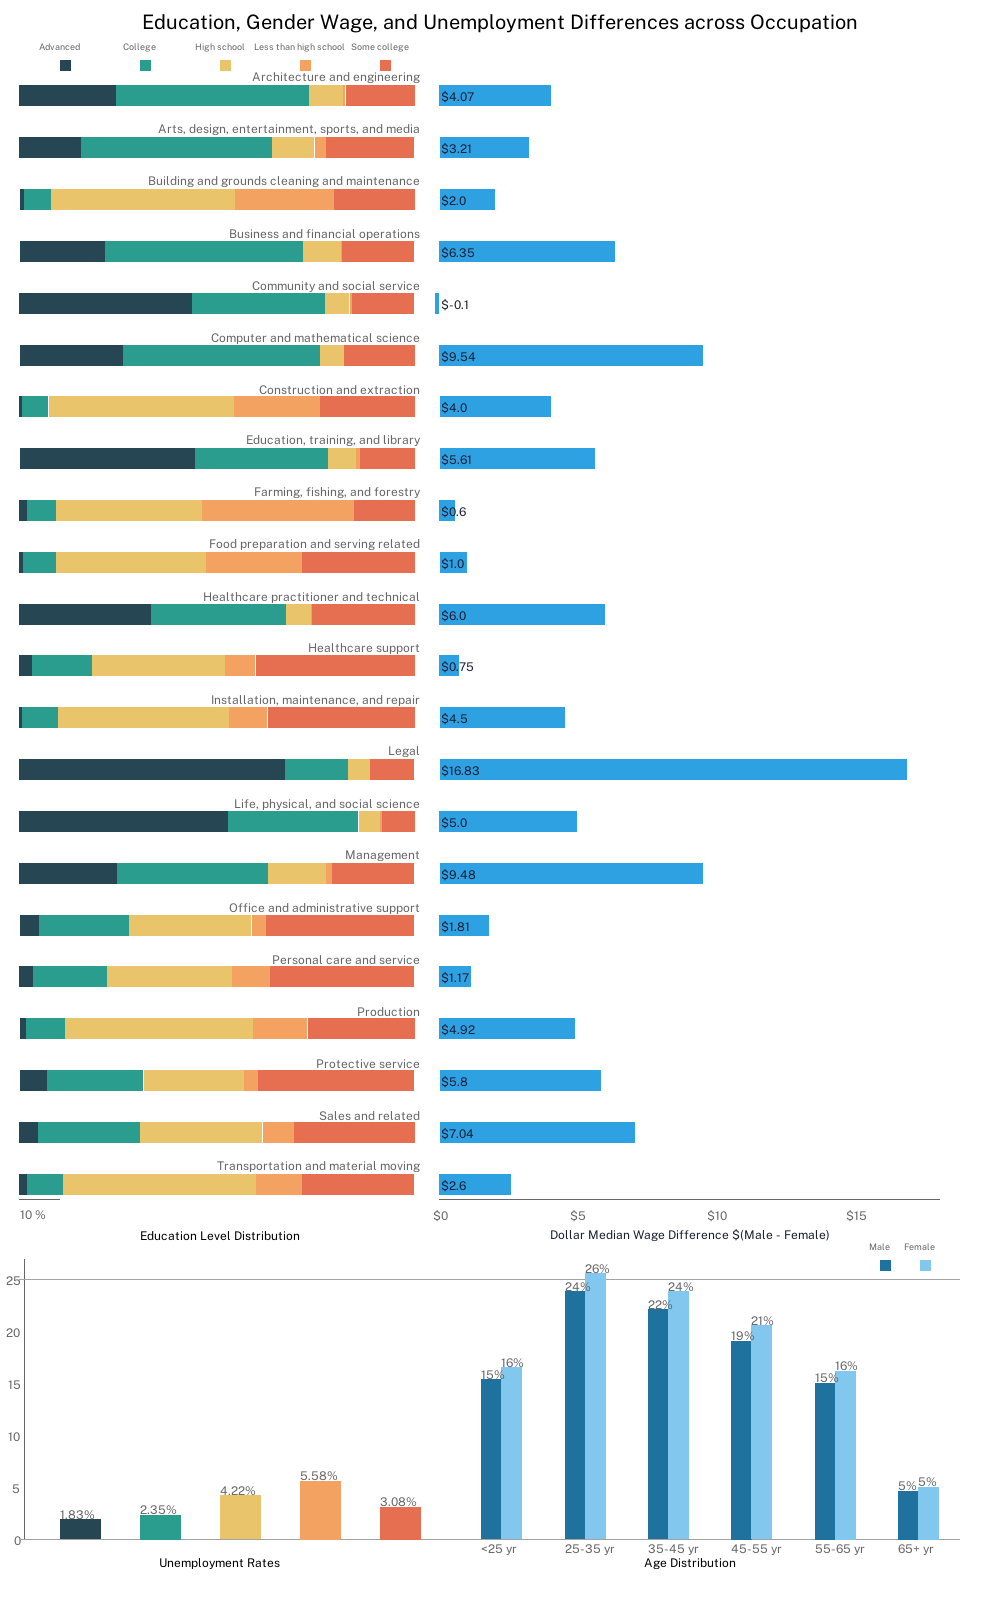 Education, Gender Wage, and Unemployment Differences across Occupation
Advanced College High school Less than high school Some college
Architecture and engineering
$4.07
Arts, design, entertainment, sports, and media
$3.21
Building and grounds cleaning and maintenance
$2.0
Business and financial operations
$6.35
Community and social service
$-0.1
Computer and mathematical science
$9.54
Construction and extraction
$4.0
Education, training, and library
$5.61
Farming, fishing, and forestry
$0.6
Food preparation and serving related
$1.0
Healthcare practitioner and technical
$6.0
Healthcare support
$0.75
Installation, maintenance, and repair
$4.5
Legal
$16.83
Life, physical, and social science
$5.0
Management
$9.48
Office and administrative support
$1.81
Personal care and service
$1.17
Production
$4.92
Protective service
$5.8
Sales and related
$7.04
Transportation and material moving
$2.6
10 %
$0 $5 $10 $15
Education Level Distribution
Dollar Median Wage Difference $(Male - Female)
Male Female
25
20
15
10
5
0
1.83% 2.35% 4.22% 5.58% 3.08%
Unemployment Rates
15% 16% 24% 26% 22% 24% 19% 21% 15% 16% 5% 5%
<25 yr 25-35 yr 35-45 yr 45-55 yr 55-65 yr 65+ yr
Age Distribution